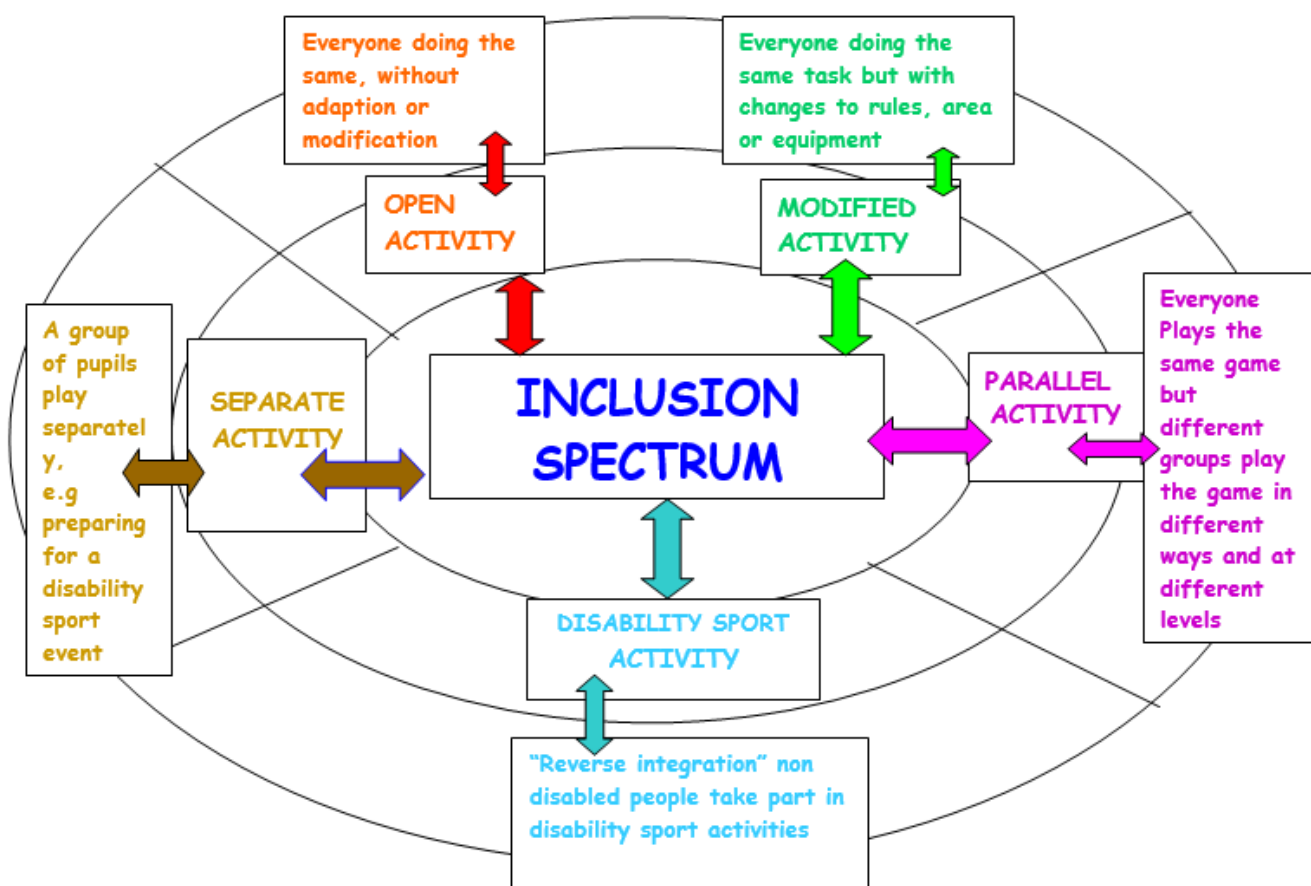 Everyone doing the
same, without
adaption or
modification
Everyone doing the
same task but with
changes to rules, area
or equipment
OPEN
ACTIVITY
MODIFIED
ACTIVITY
A group
of pupils
play
separatel
y,
e.g
preparing
for a
disability
sport
event
SEPARATE
ACTIVITY
INCLUSION
SPECTRUM
PARALLEL
ACTIVITY
Everyone
Plays the
same game
but
different
groups play
the game in
different
ways and at
different
levels
DISABILITY SPORT
ACTIVITY
“Reverse integration” non
disabled people take part in
disability sport activities